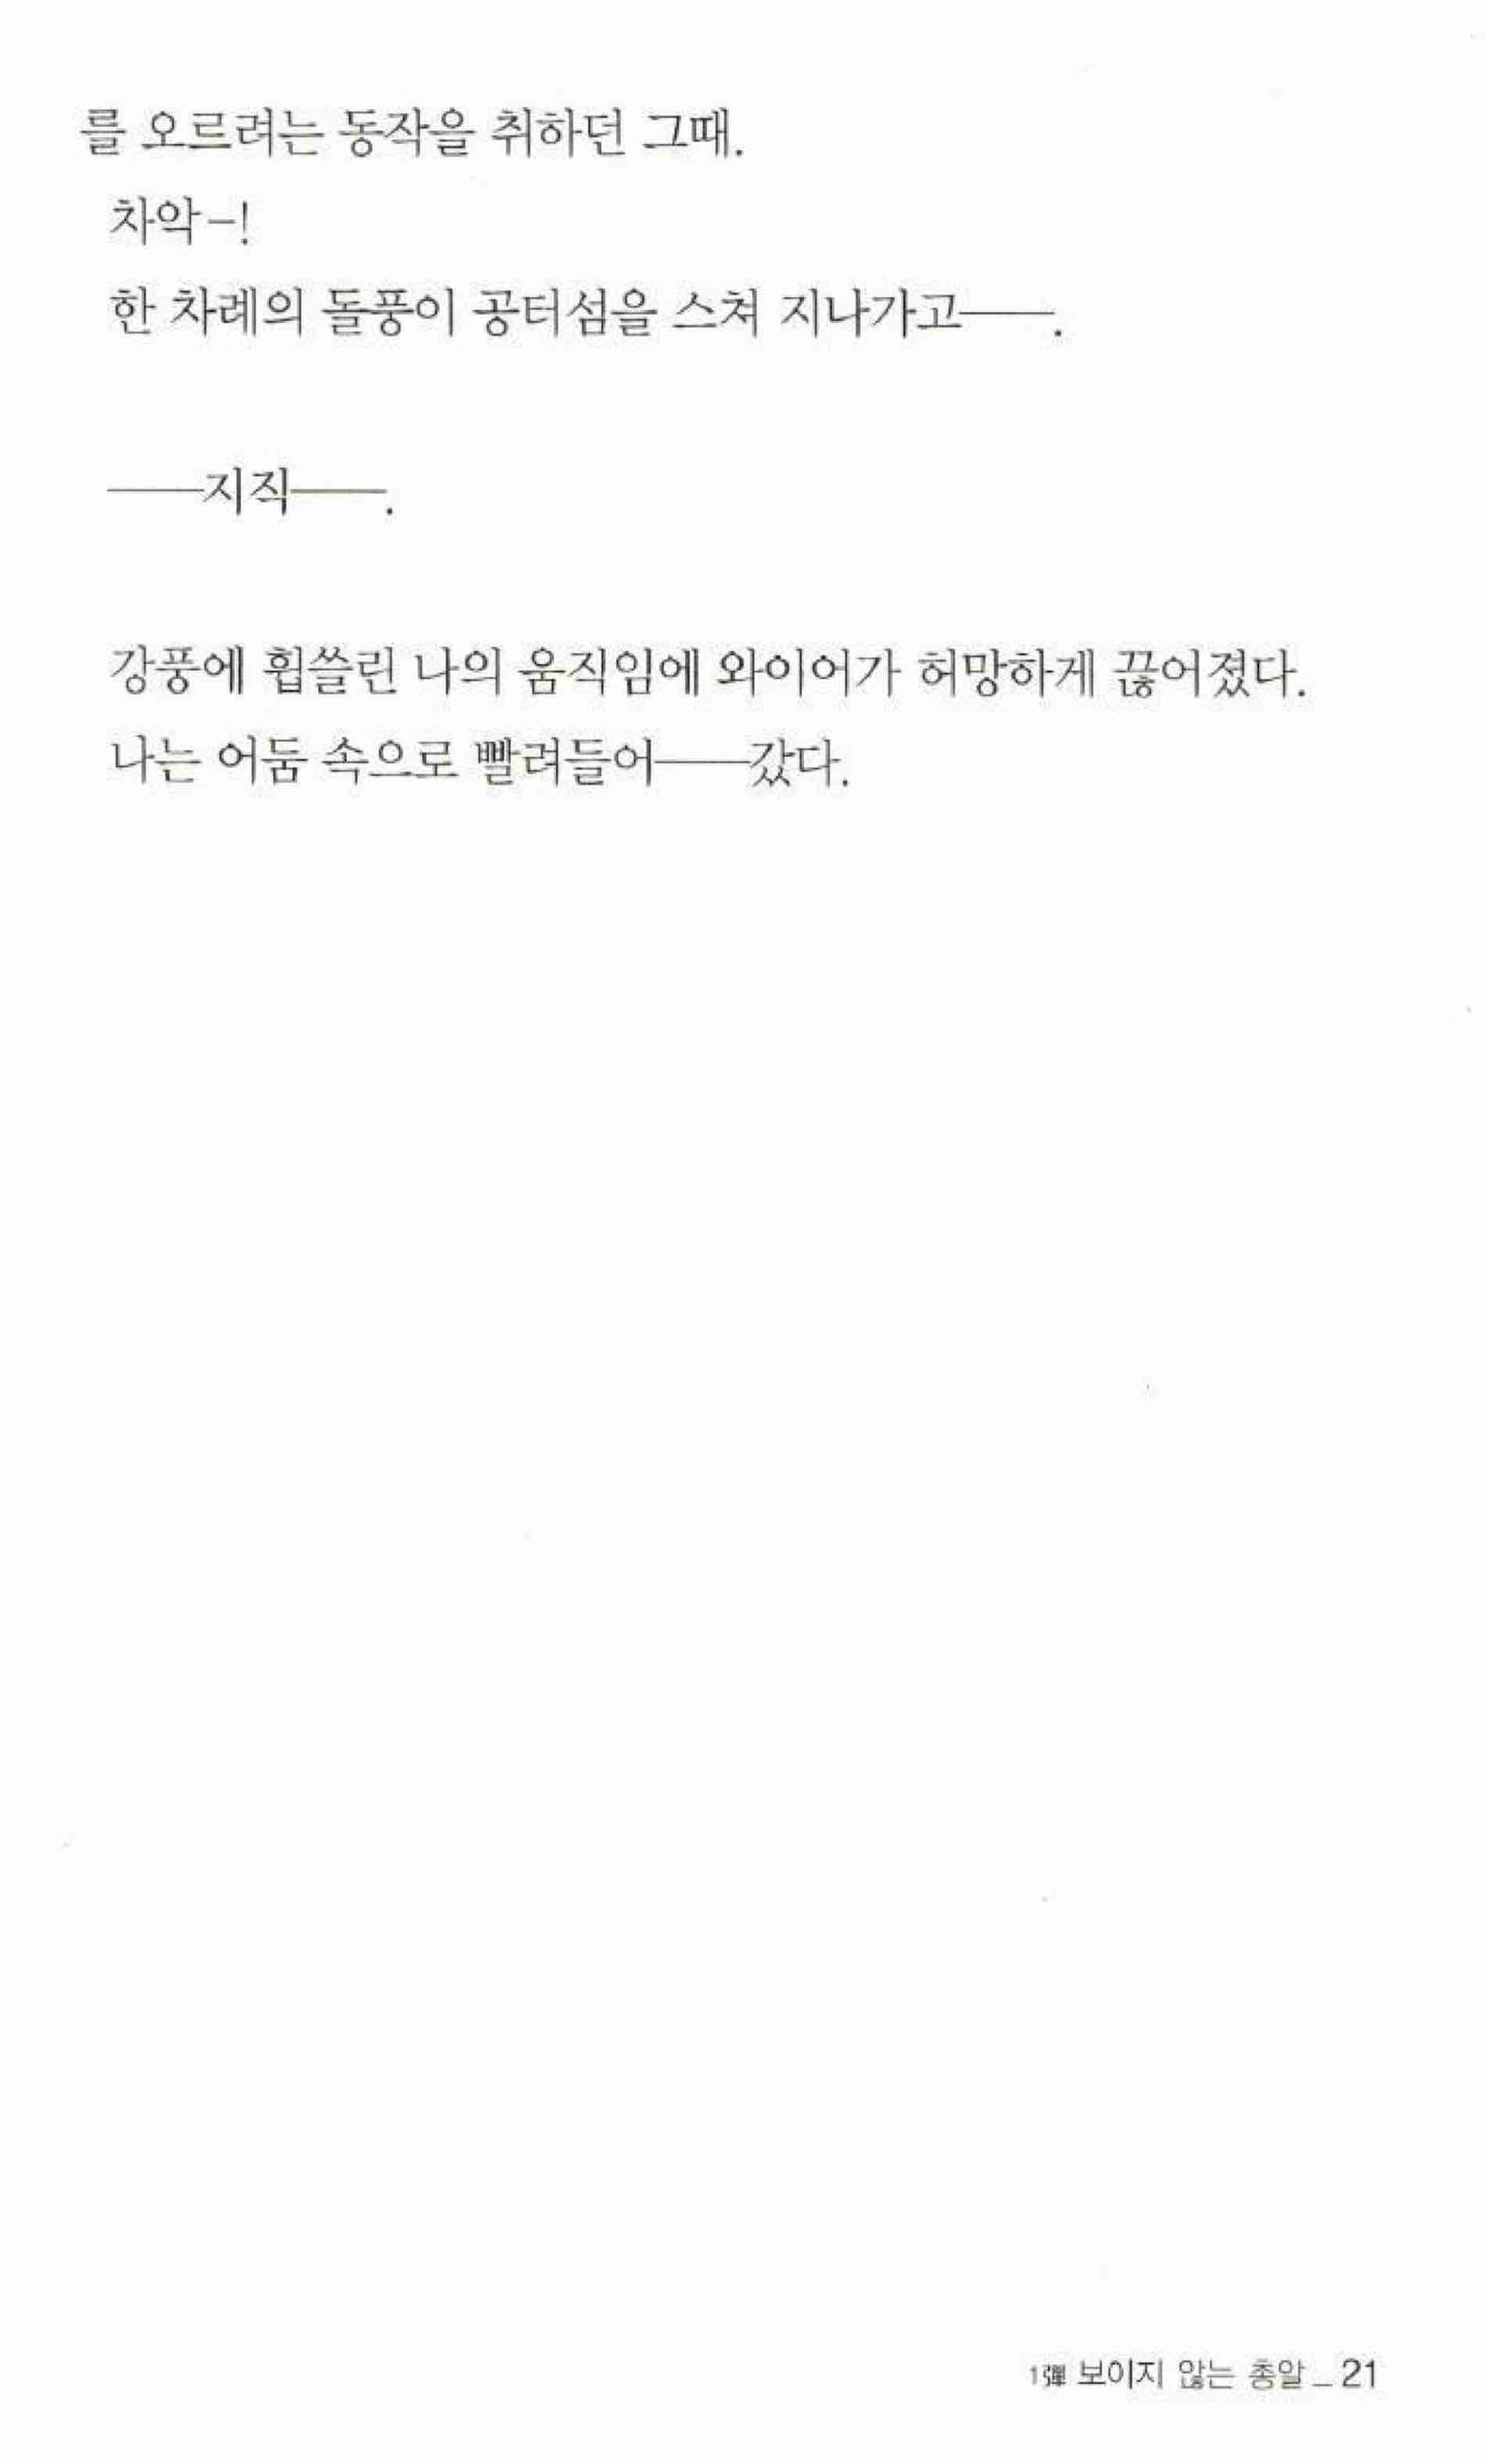 를 오르려는 동작을 취하던 그때.
차악-!
한 차례의 돌풍이 공터섬을 스쳐 지나가고──.
──지직──.
강풍에 휩쓸린 나의 움직임에 와이어가 허망하게 끊어졌다.
나는 어둠 속으로 빨려들어──갔다.
1彈 보이지 않는 총알 _ 21